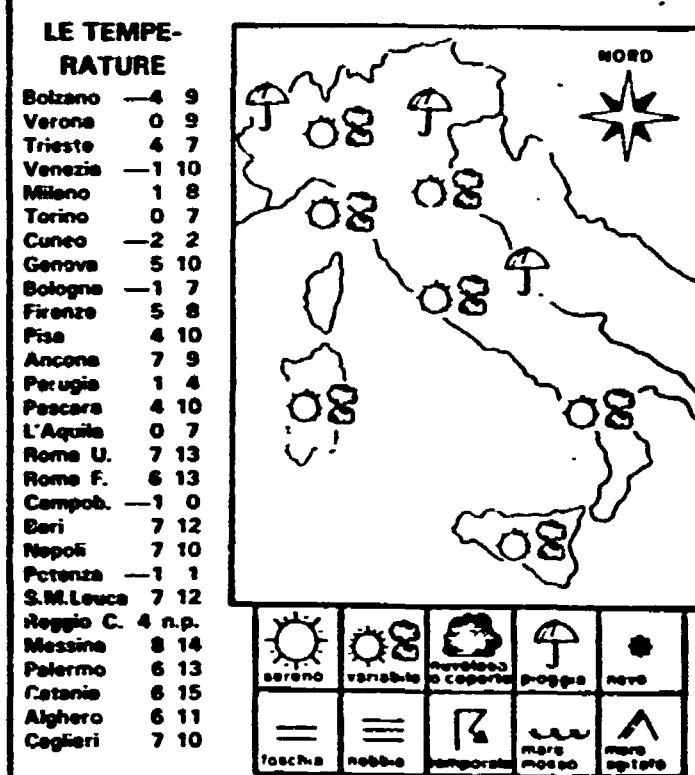 LE TEMPE-
RATURE
Bolzano —4 9
Verona 0 9
Trieste 4 7
Venezia —1 10
Milano 1 8
Torino 0 7
Cuneo —2 2
Genova 5 10
Bologna —1 7
Firenze 5 8
Pisa 4 10
Ancona 7 9
Perugia 1 4
Pescara 4 10
L'Aquila 0 7
Roma U. 7 13
Roma F. 6 13
Campob. —1 0
Bari 7 12
Napoli 7 10
Potenza —1 1
S.M.Leuca 7 12
Reggio C. 4 n.p.
Messina 8 14
Palermo 6 13
Catania 6 15
Alghero 6 11
Cagliari 7 10
NORD
sereno
variabile
nuvoloso
o coperto
pioggia
neve
foschia
nebbia
temporale
mare
mosso
mare
agitato